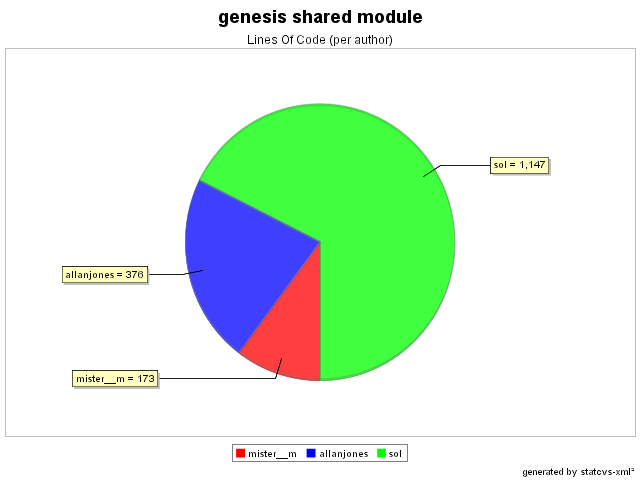 genesis shared module
Lines Of Code (per author)
sol = 1,147
allanjones = 376
mister__m = 173
mister__m allanjones sol
generated by statcvs-xml²